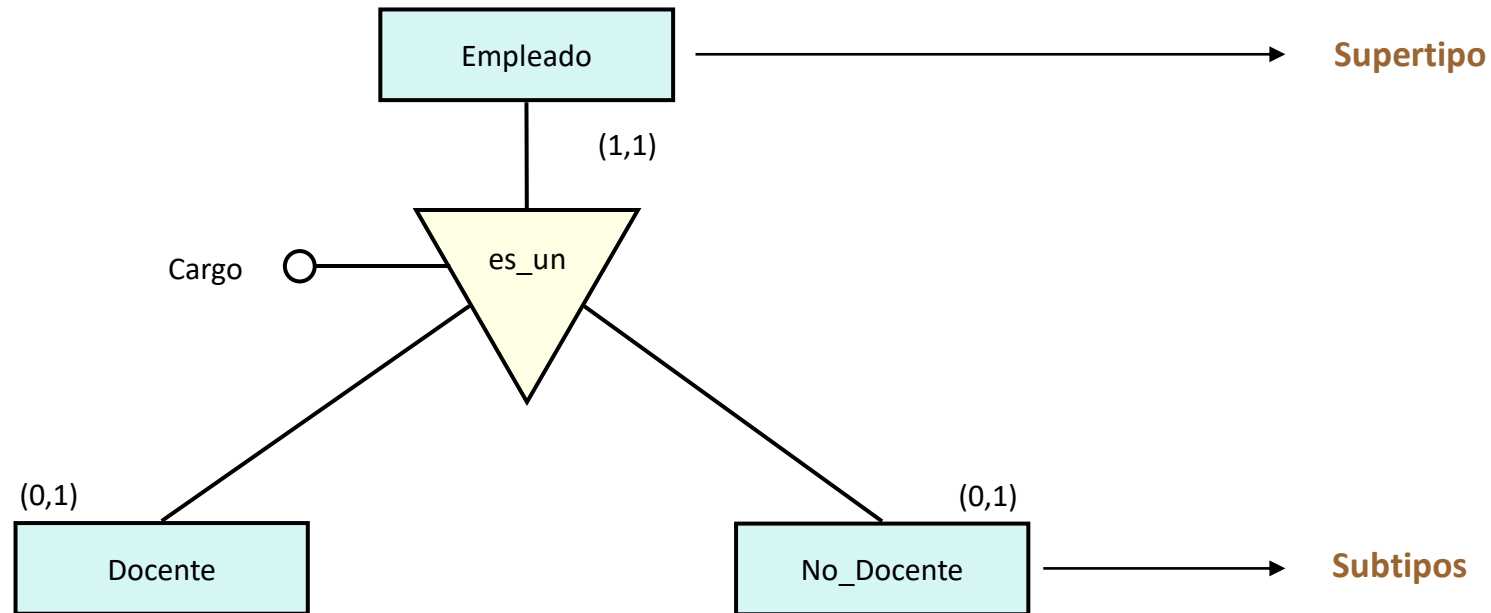 Empleado
Supertipo
(1,1)
es_un
Cargo
(0,1)
(0,1)
Docente
No_Docente
Subtipos